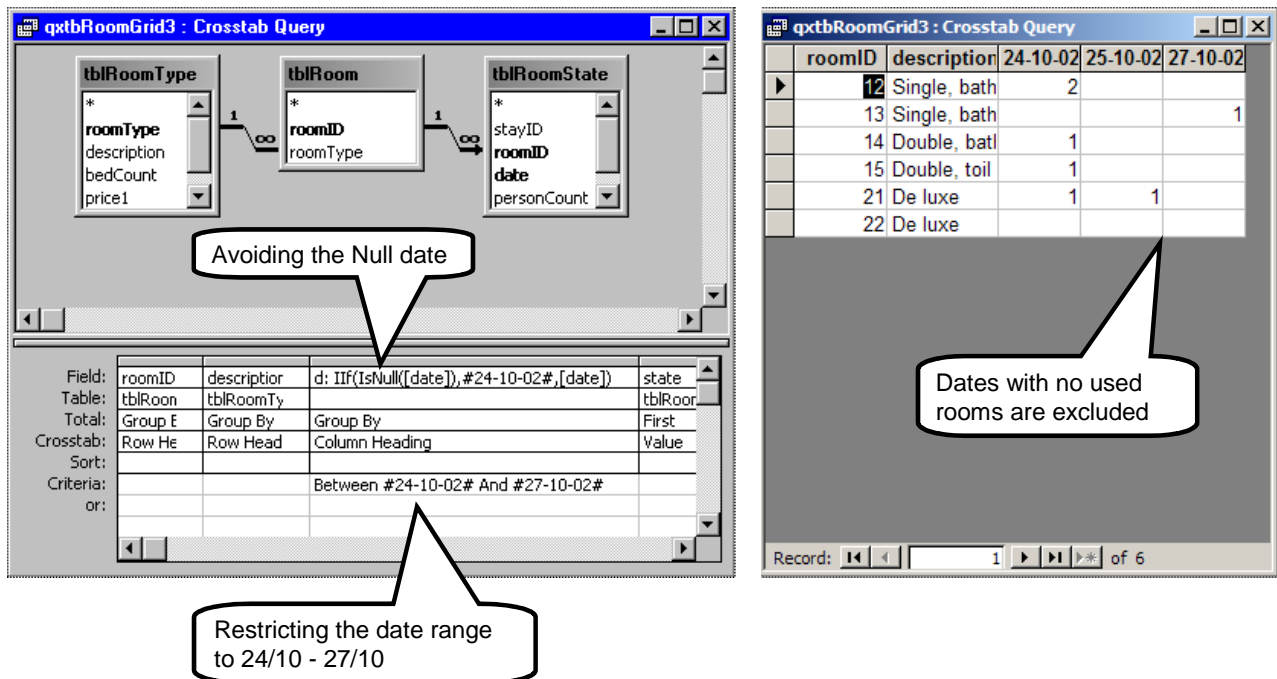 qxtbRoomGrid3 : Crosstab Query
tblRoomType
*
roomType
description
bedCount
price1
1
∞
tblRoom
*
roomID
roomType
1
∞
tblRoomState
*
stayID
roomID
date
personCount
Avoiding the Null date
Field: roomID description d: IIf(IsNull([date]),#24-10-02#,[date]) state
Table: tblRoon tblRoomTy tblRoor
Total: Group B Group By Group By First
Crosstab: Row He Row Head Column Heading Value
Sort:
Criteria: Between #24-10-02# And #27-10-02#
or:
Restricting the date range
to 24/10 - 27/10
qxtbRoomGrid3 : Crosstab Query
roomID description 24-10-02 25-10-02 27-10-02
12 Single, bath 2
13 Single, bath 1
14 Double, batl 1
15 Double, toil 1
21 De luxe 1 1
22 De luxe
Dates with no used
rooms are excluded
Record: 1 of 6